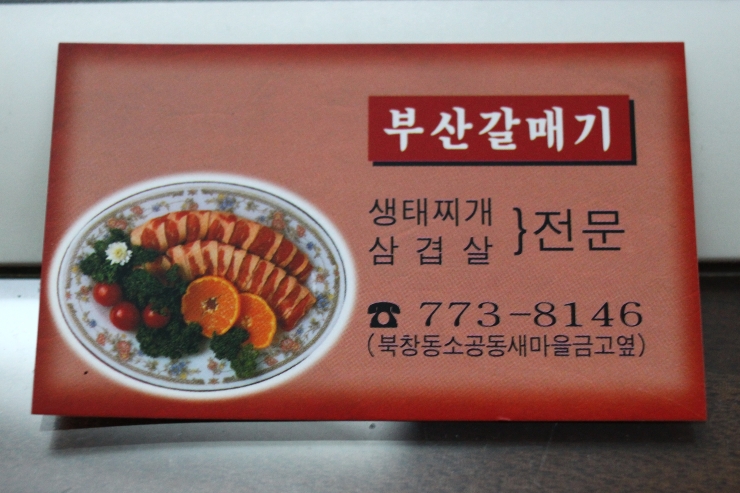 부산갈매기
생태찌개
삼겹살 } 전문
☎ 773-8146
(북창동소공동새마을금고옆)